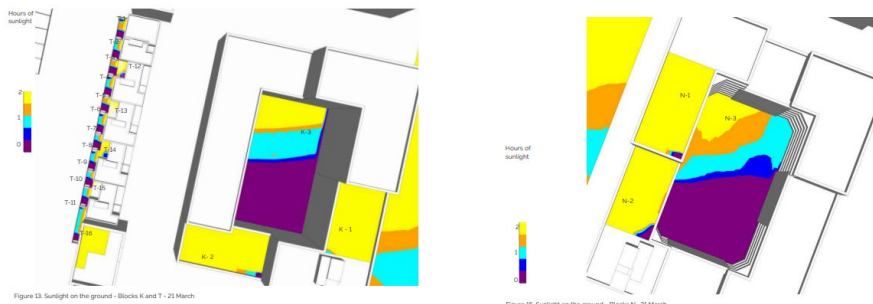 Hours of
sunlight
2
1
0
T-2
T-12
T-6
T-13
T-7
T-8
T-14
T-9
T-10
T-15
T-11
T-16
K-3
K- 2
K - 1
Figure 13. Sunlight on the ground - Blocks K and T - 21 March
N-1
N-3
N-2
Hours of
sunlight
2
1
0